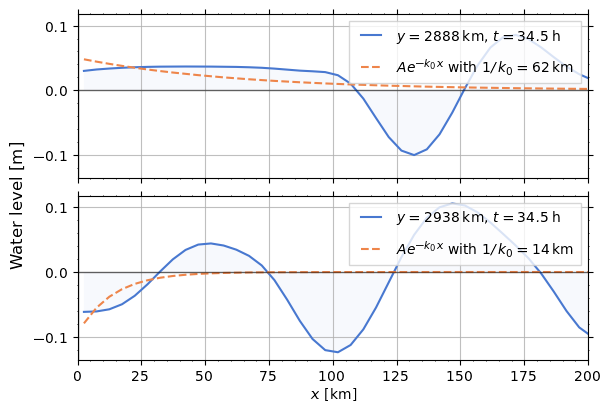 0.1
0.0
−0.1
y = 2888 km, t = 34.5 h
Ae^{−k₀x} with 1/k₀ = 62 km
Water level [m]
0.1
0.0
−0.1
y = 2938 km, t = 34.5 h
Ae^{−k₀x} with 1/k₀ = 14 km
0 25 50 75 100 125 150 175 200
x [km]